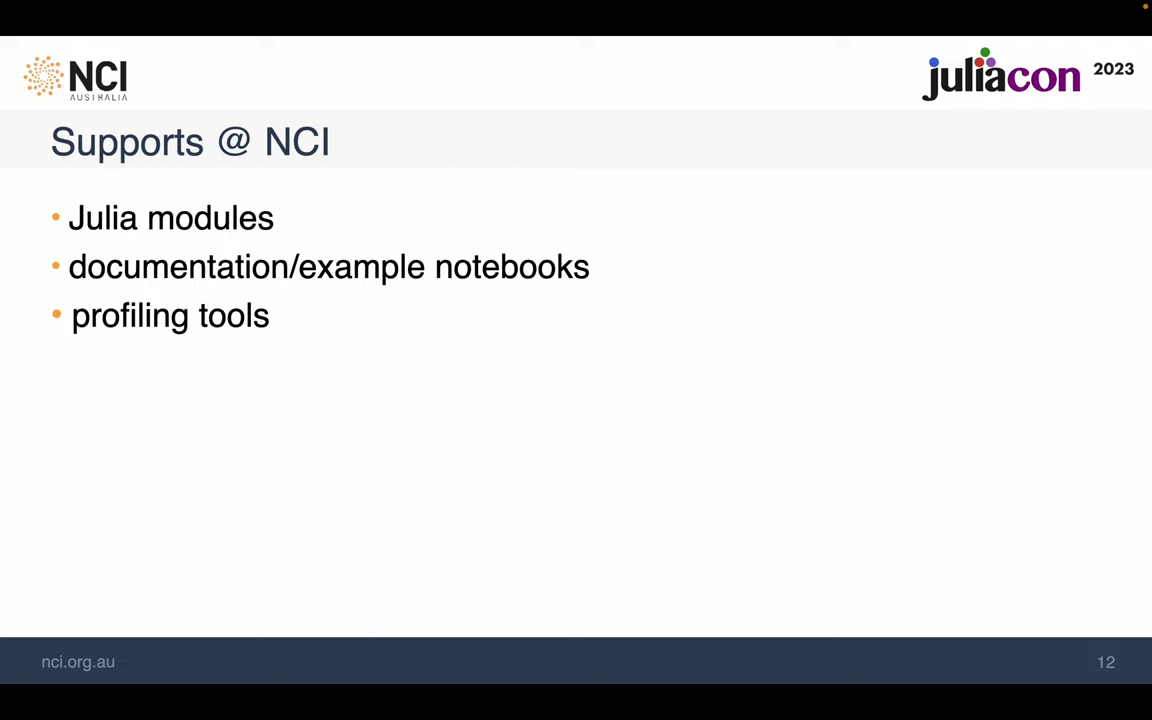 NCI
AUSTRALIA
juliacon 2023
Supports @ NCI
• Julia modules
• documentation/example notebooks
• profiling tools
nci.org.au
12